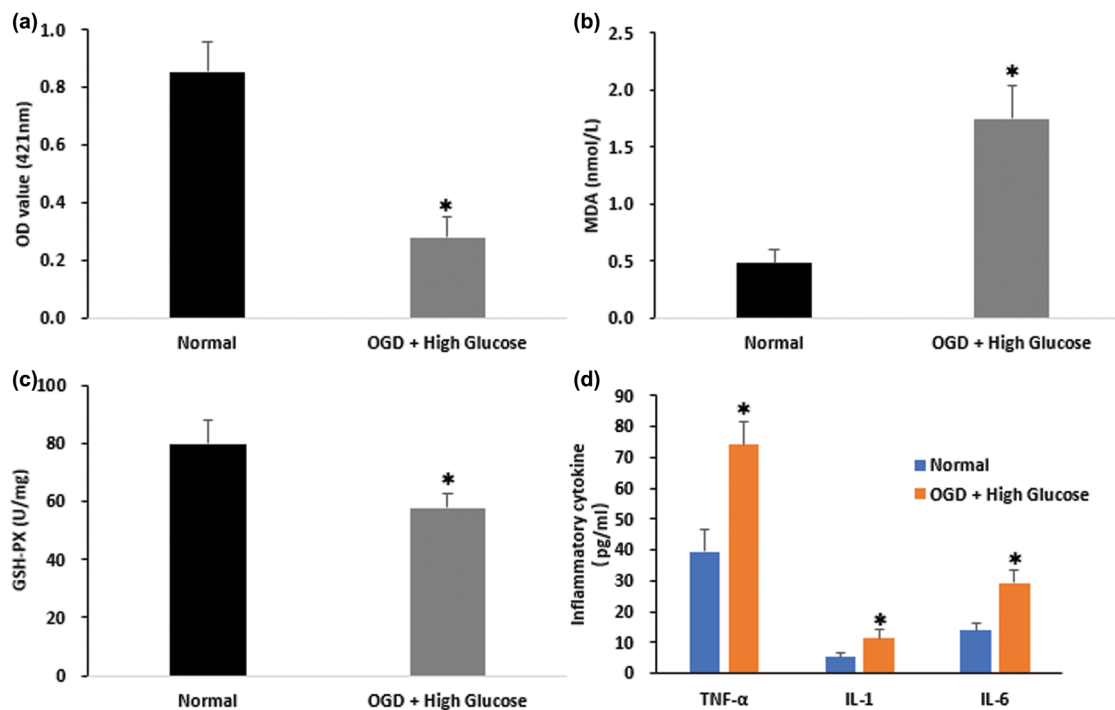 (a)
OD value (421nm)
1.0
0.8
0.6
0.4
0.2
0.0
*
Normal
OGD + High Glucose
(b)
MDA (nmol/L)
2.5
2.0
1.5
1.0
0.5
0.0
*
Normal
OGD + High Glucose
(c)
GSH-PX (U/mg)
100
80
60
40
20
0
*
Normal
OGD + High Glucose
(d)
Inflammatory cytokine
(pg/ml)
90
80
70
60
50
40
30
20
10
0
*
*
*
Normal
OGD + High Glucose
TNF-α
IL-1
IL-6